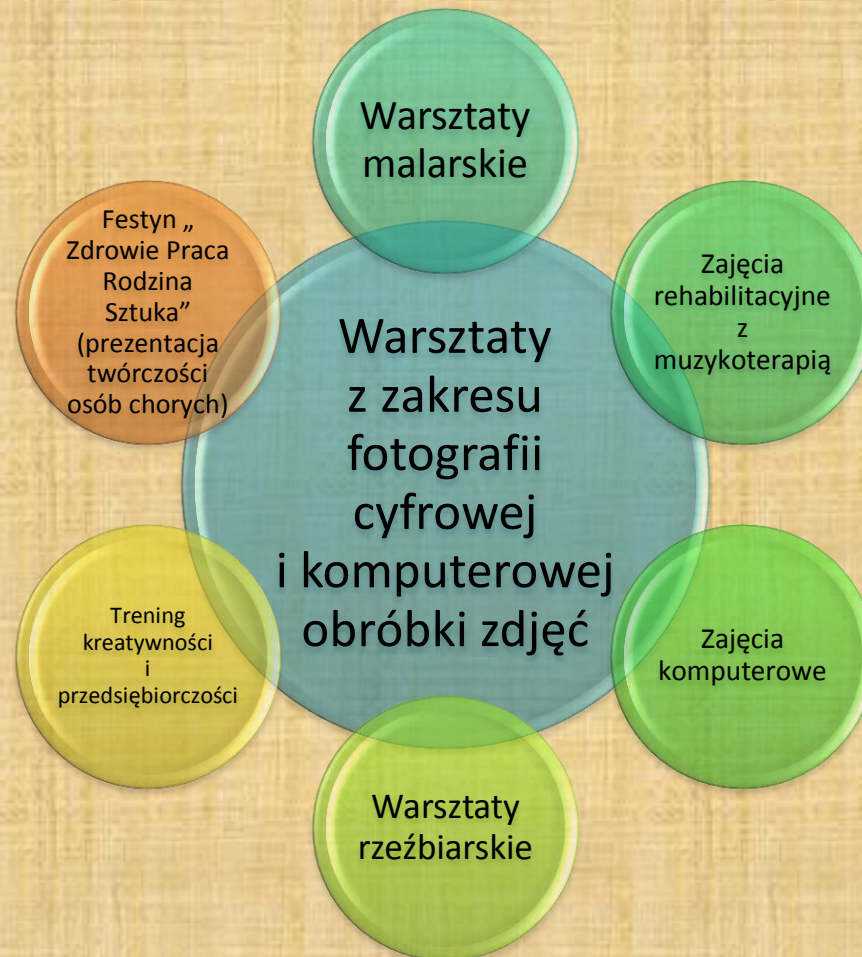 Warsztaty
malarskie
Festyn „
Zdrowie Praca
Rodzina
Sztuka”
(prezentacja
twórczości
osób chorych)
Zajęcia
rehabilitacyjne
z
muzykoterapią
Warsztaty
z zakresu
fotografii
cyfrowej
i komputerowej
obróbki zdjęć
Trening
kreatywności
i
przedsiębiorczości
Zajęcia
komputerowe
Warsztaty
rzeźbiarskie